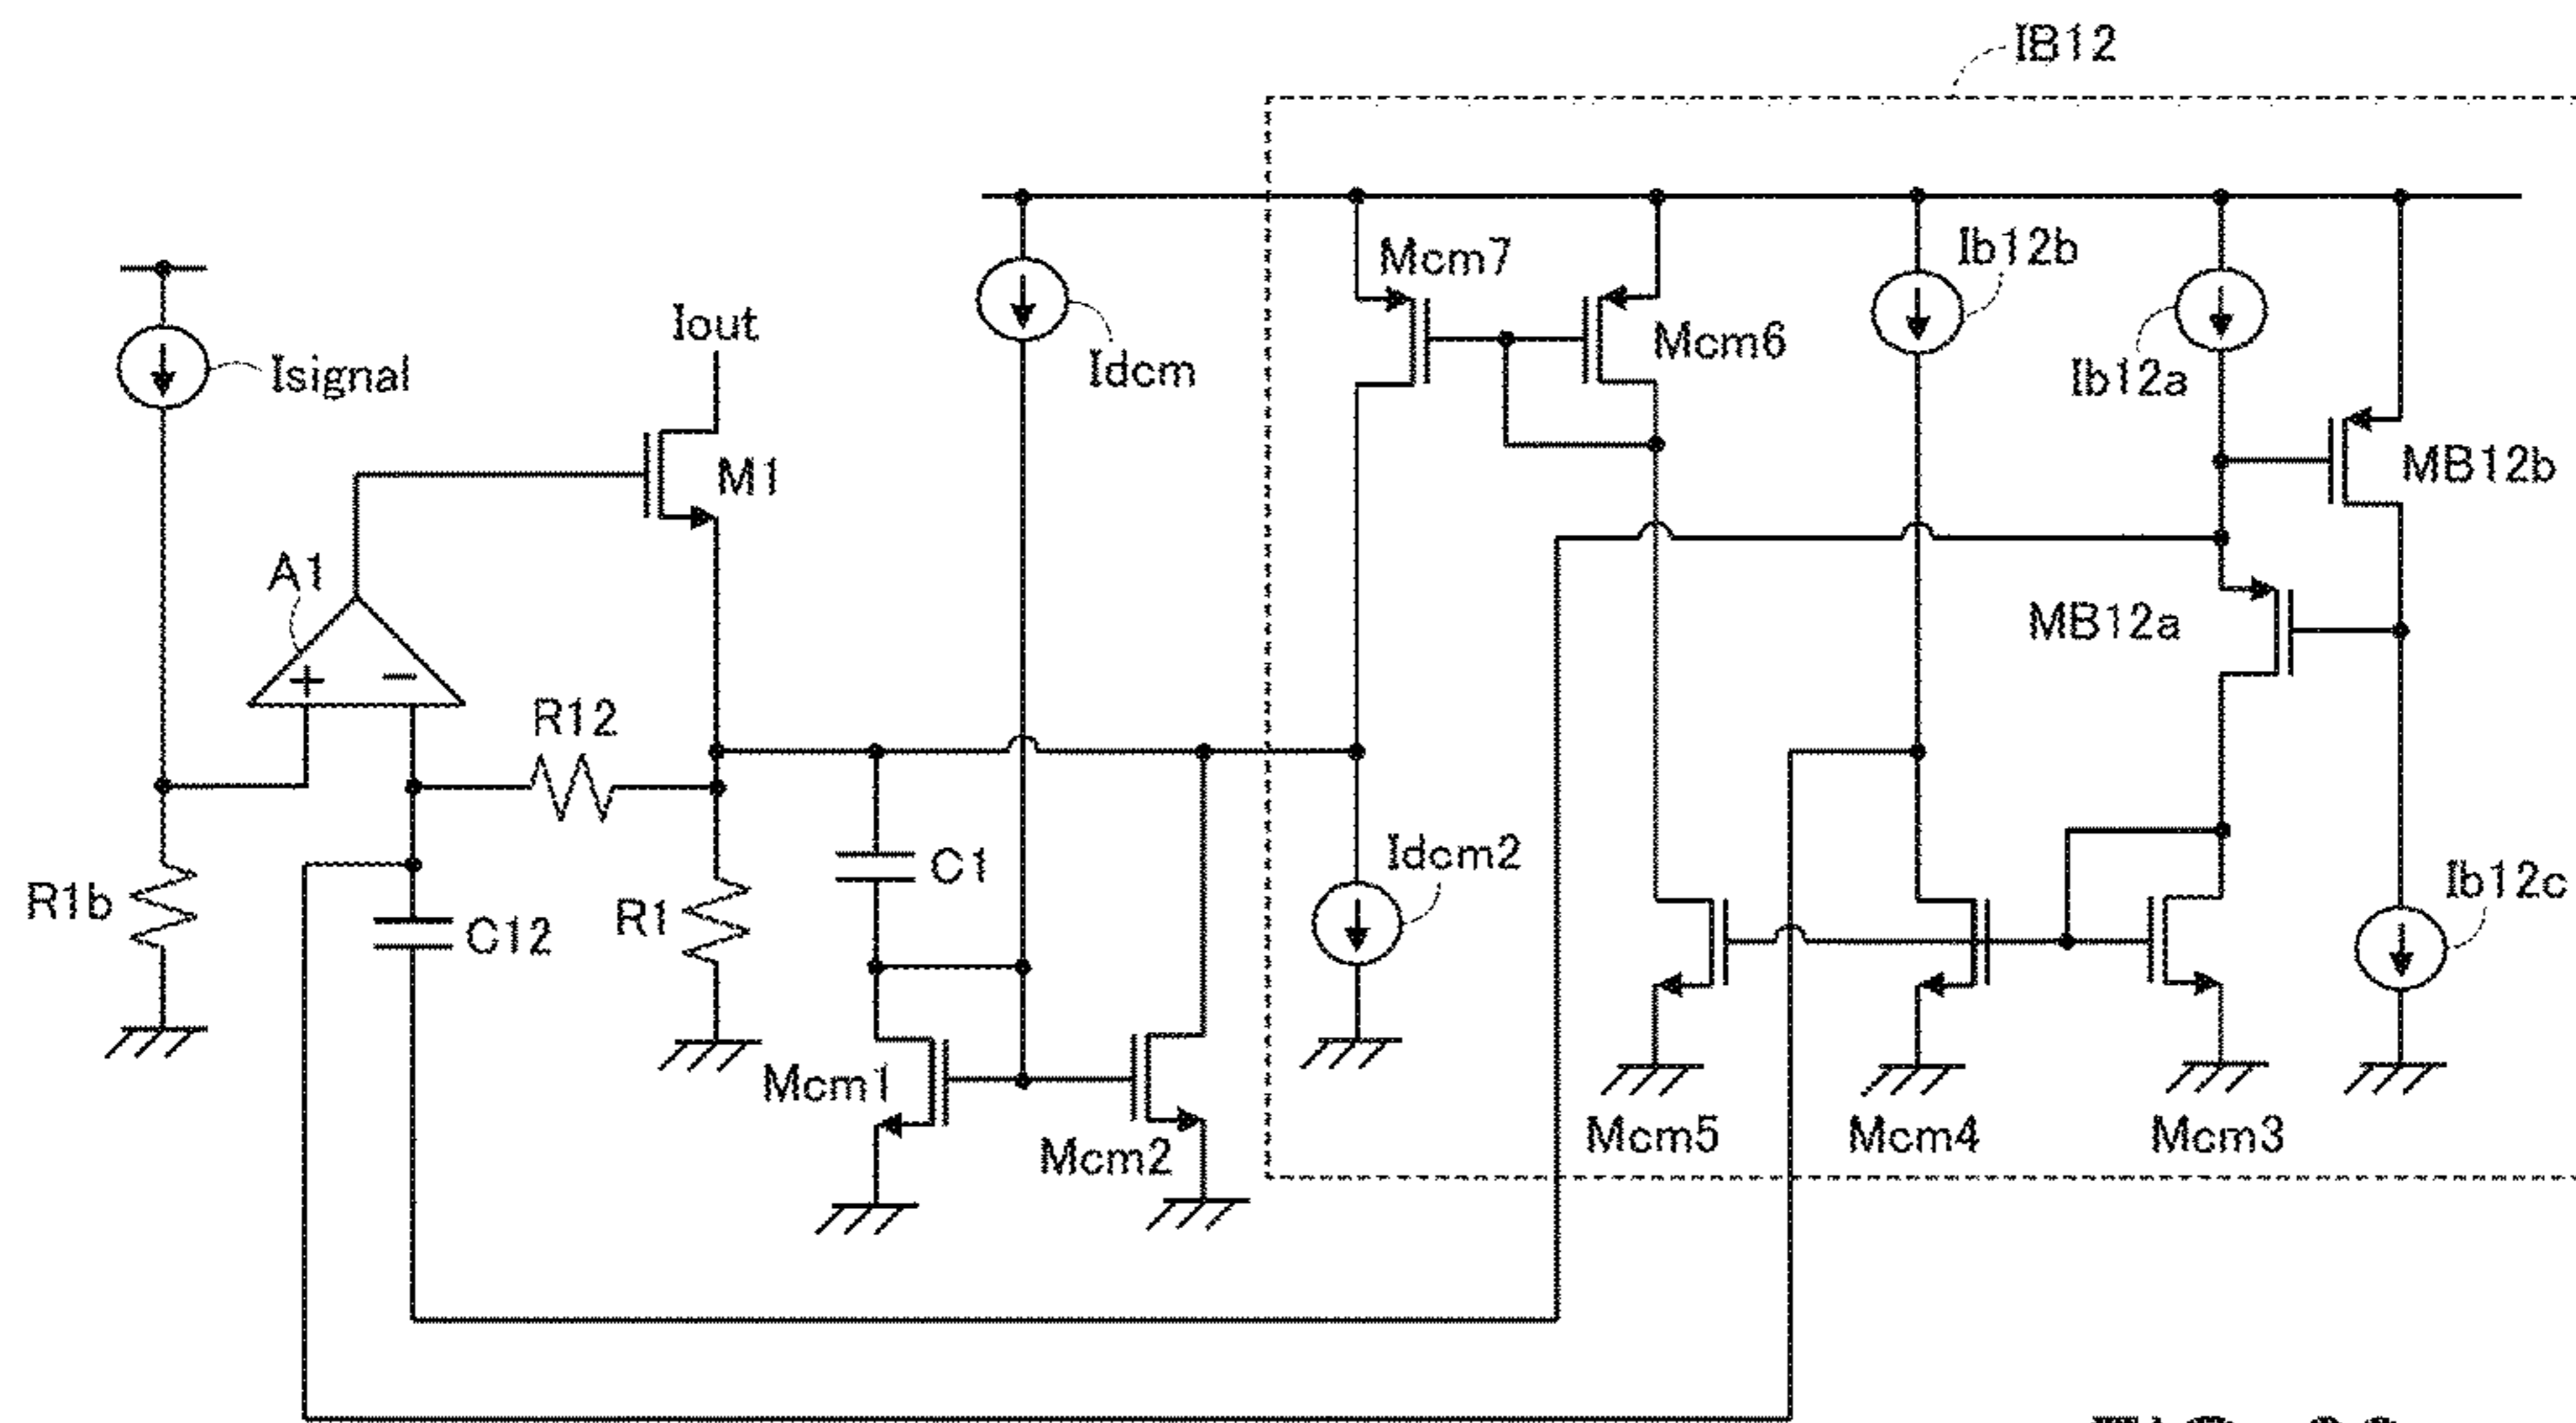 IB12
Mcm7
Ib12b
Iout
Isignal
Idcm
Mcm6
Ib12a
M1
MB12b
A1
+
−
MB12a
R12
R1b
C12
R1
C1
Idcm2
Ib12c
Mcm1
Mcm2
Mcm5
Mcm4
Mcm3